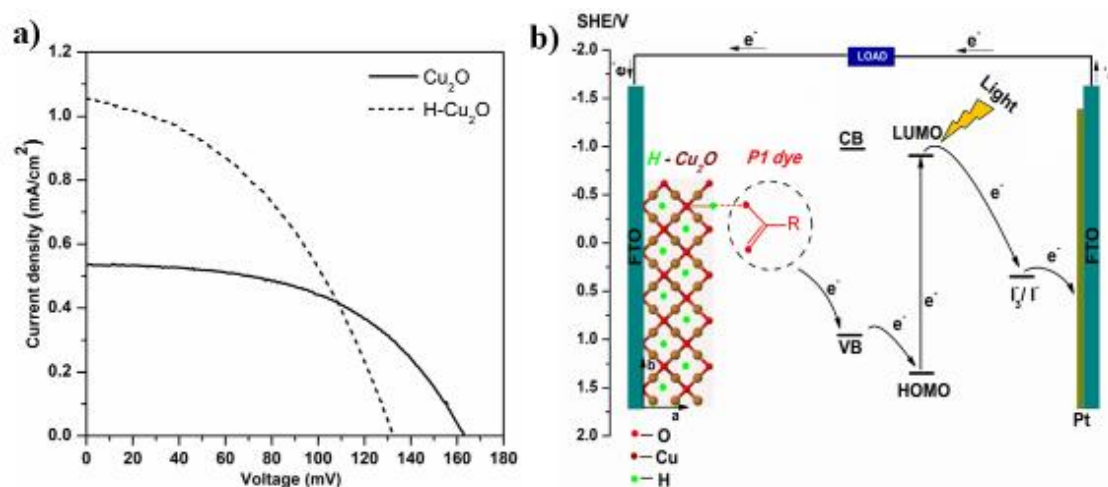 a)
1.2
1.0
0.8
0.6
0.4
0.2
0.0
Current density (mA/cm²)
Cu₂O
H-Cu₂O
0 20 40 60 80 100 120 140 160 180
Voltage (mV)
b)
SHE/V
-2.0
-1.5
-1.0
-0.5
0.0
0.5
1.0
1.5
2.0
e⁻
LOAD
e⁻
e⁻
Light
CB
LUMO
H - Cu₂O
P1 dye
R
FTO
e⁻
e⁻
VB
e⁻
HOMO
e⁻
I₃⁻/ I⁻
e⁻
FTO
Pt
b
a
O
Cu
H